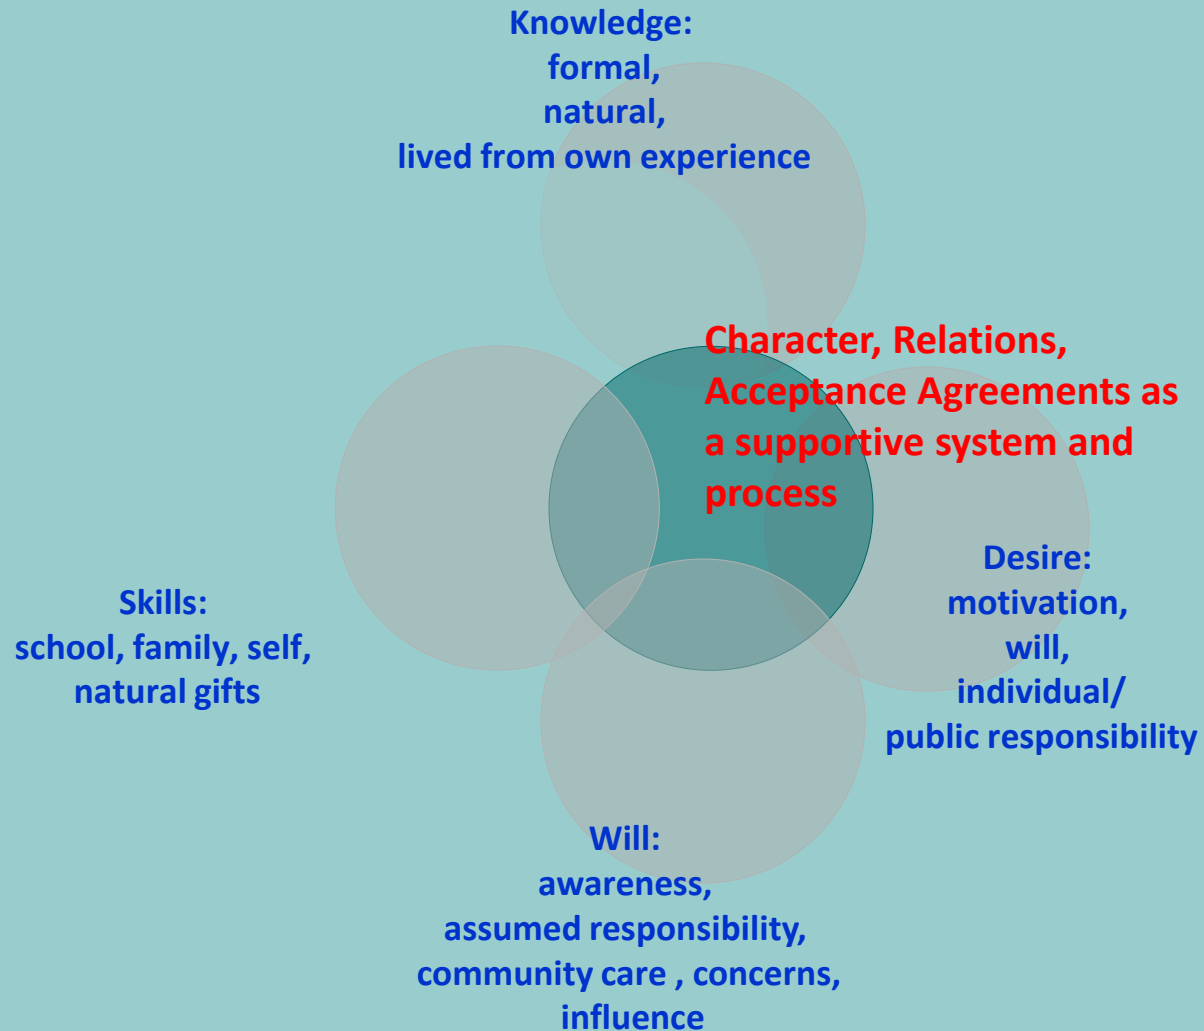 Knowledge:
formal,
natural,
lived from own experience
Character, Relations,
Acceptance Agreements as
a supportive system and
process
Desire:
motivation,
will,
individual/
public responsibility
Skills:
school, family, self,
natural gifts
Will:
awareness,
assumed responsibility,
community care , concerns,
influence